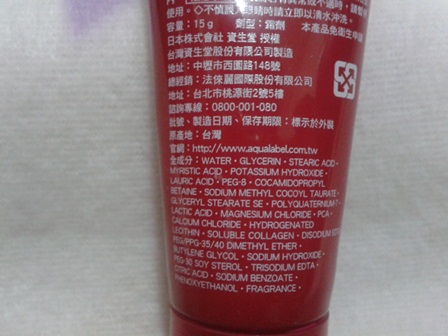 使用。◇不慎誤入眼睛時請立即以清水沖洗。
容量：15g 劑型：霜劑 本產品免衛生申請
日本株式會社 資生堂 授權
台灣資生堂股份有限公司製造
地址：中壢市西園路148號
總經銷：法徠麗國際股份有限公司
地址：台北市桃源街2號5樓
諮詢專線：0800-001-080
批號、製造日期、保存期限：標示於外裝
原產地：台灣
官網：http://www.aqualabel.com.tw
全成分：WATER・GLYCERIN・STEARIC ACID・
MYRISTIC ACID・POTASSIUM HYDROXIDE・
LAURIC ACID・PEG-8・COCAMIDOPROPYL
BETAINE・SODIUM METHYL COCOYL TAURATE・
GLYCERYL STEARATE SE・POLYQUATERNIUM-7・
LACTIC ACID・MAGNESIUM CHLORIDE・PCA・
CALCIUM CHLORIDE・HYDROGENATED
LECITHIN・SOLUBLE COLLAGEN・DISODIUM
PEG/PPG-35/40 DIMETHYL ETHER・
BUTYLENE GLYCOL・SODIUM HYDROXIDE・
PEG-30 SOY STEROL・TRISODIUM EDTA・
CITRIC ACID・SODIUM BENZOATE・
PHENOXYETHANOL・FRAGRANCE・